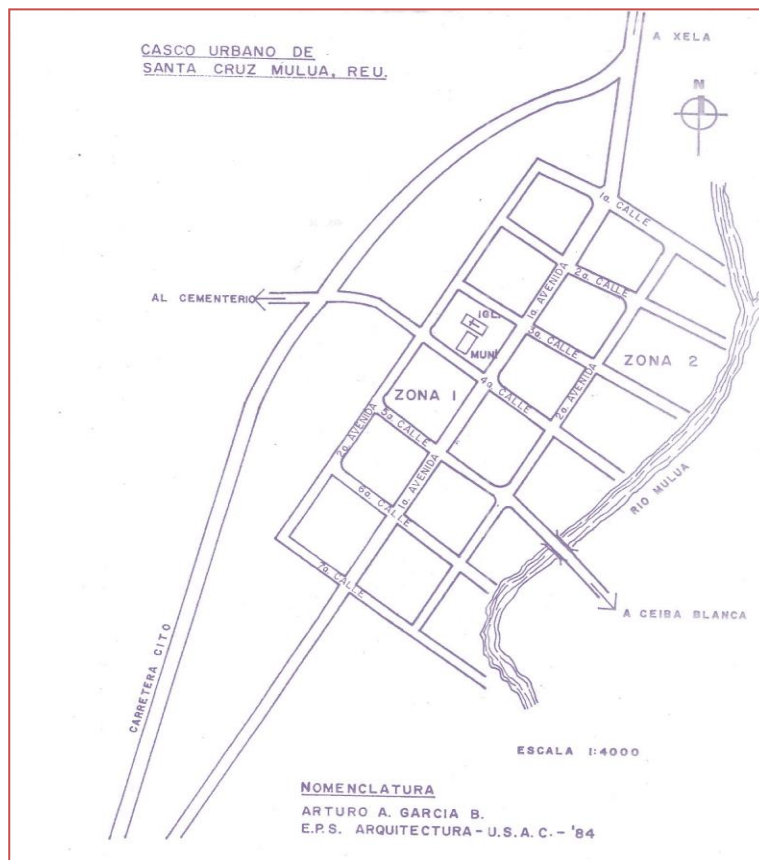 CASCO URBANO DE
SANTA CRUZ MULUA, REU.
A XELA
N
1a. CALLE
2a. CALLE
1a. AVENIDA
AL CEMENTERIO
IGL.
MUNI
3a. CALLE
ZONA 2
4a. CALLE
ZONA 1
2a. AVENIDA
5a. CALLE
2a. AVENIDA
1a. AVENIDA
6a. CALLE
RIO MULUA
7a. CALLE
A CEIBA BLANCA
CARRETERA CITO
ESCALA 1:4000
NOMENCLATURA
ARTURO A. GARCIA B.
E.P.S. ARQUITECTURA - U.S.A.C. - '84